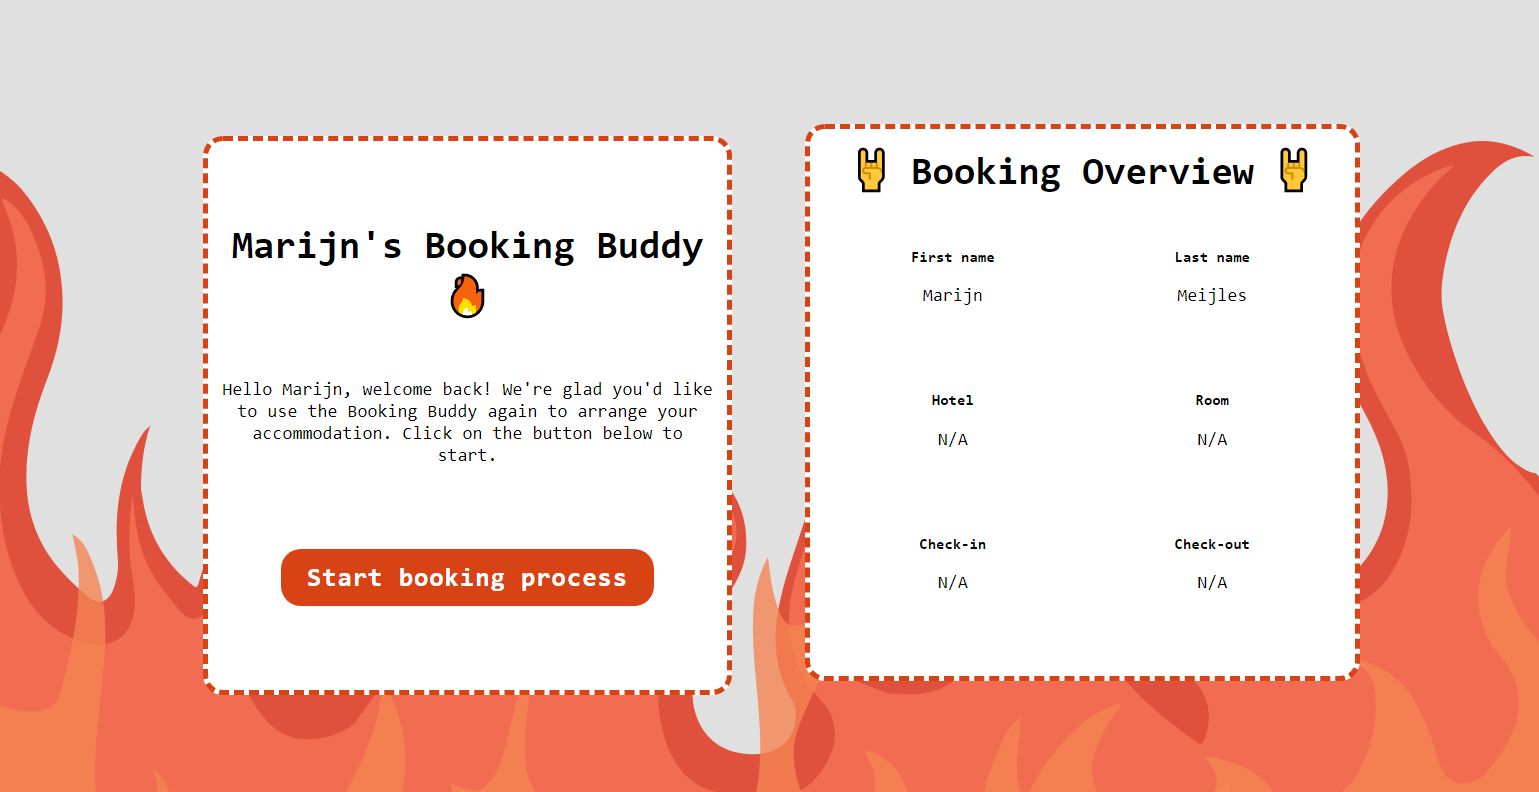 Marijn's Booking Buddy
Hello Marijn, welcome back! We're glad you'd like
to use the Booking Buddy again to arrange your
accommodation. Click on the button below to
start.
Start booking process
Booking Overview
First name
Last name
Marijn
Meijles
Hotel
Room
N/A
N/A
Check-in
Check-out
N/A
N/A